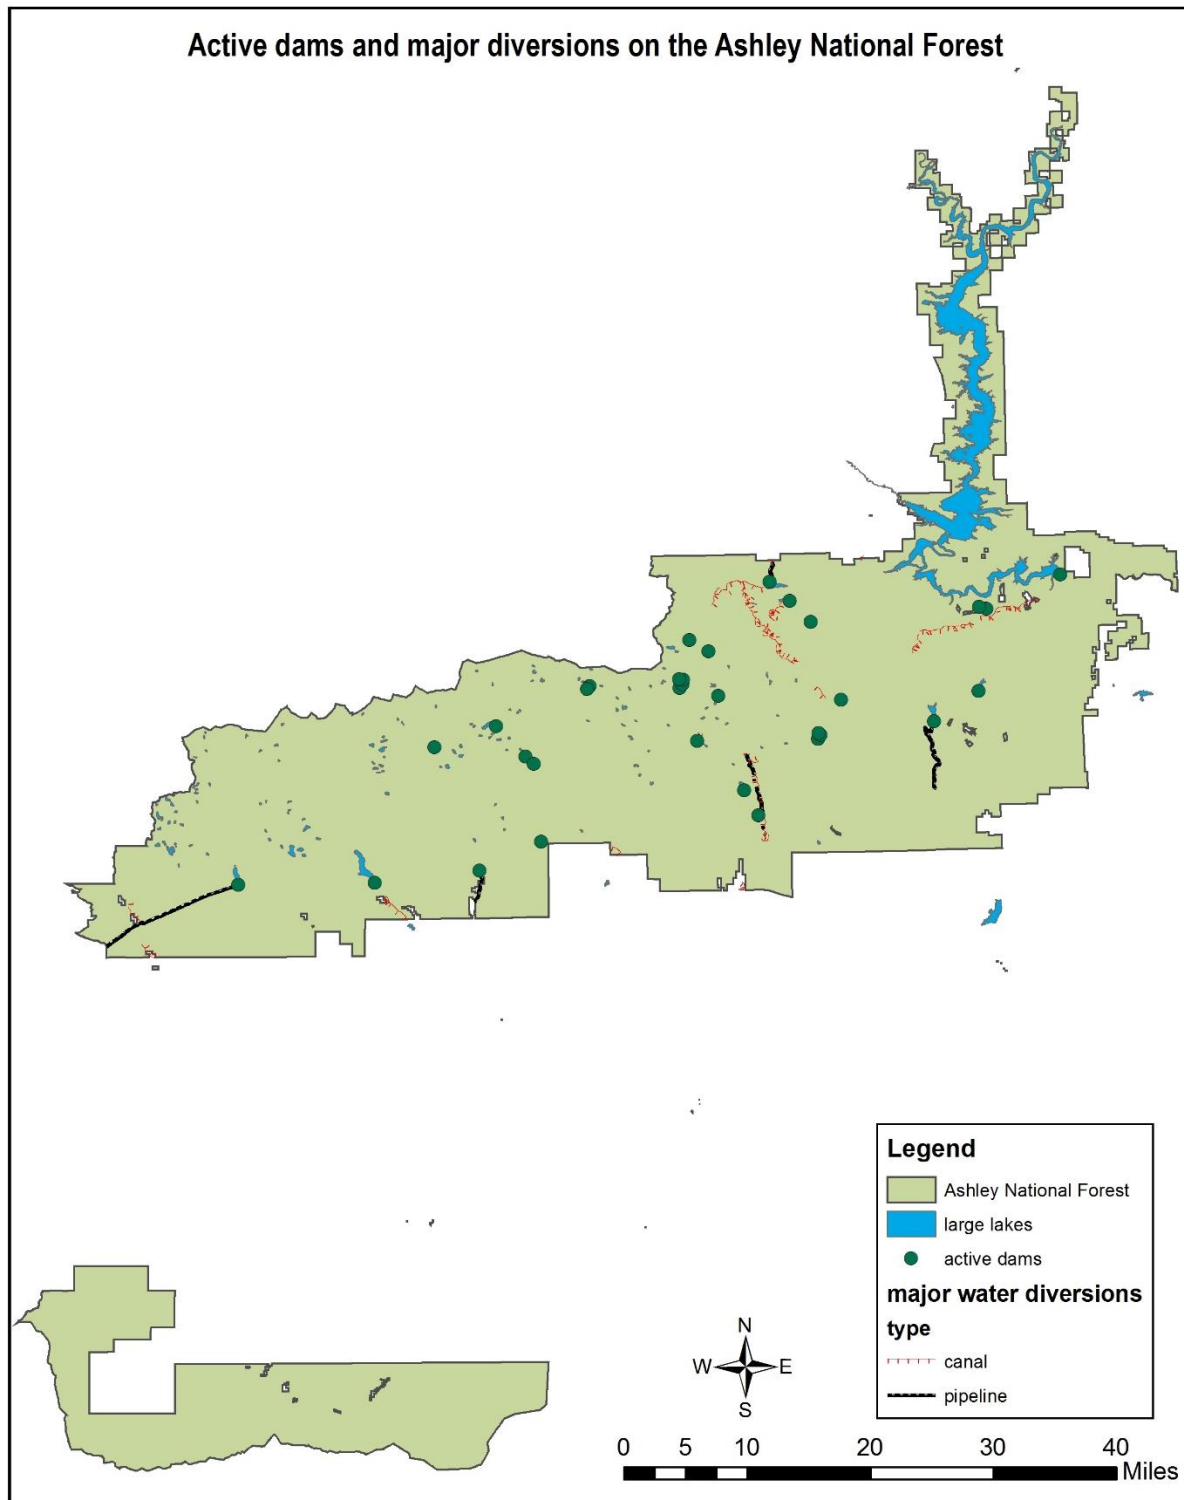 Active dams and major diversions on the Ashley National Forest
Legend
Ashley National Forest
large lakes
active dams
major water diversions
type
canal
pipeline
N
W E
S
0 5 10 20 30 40
Miles